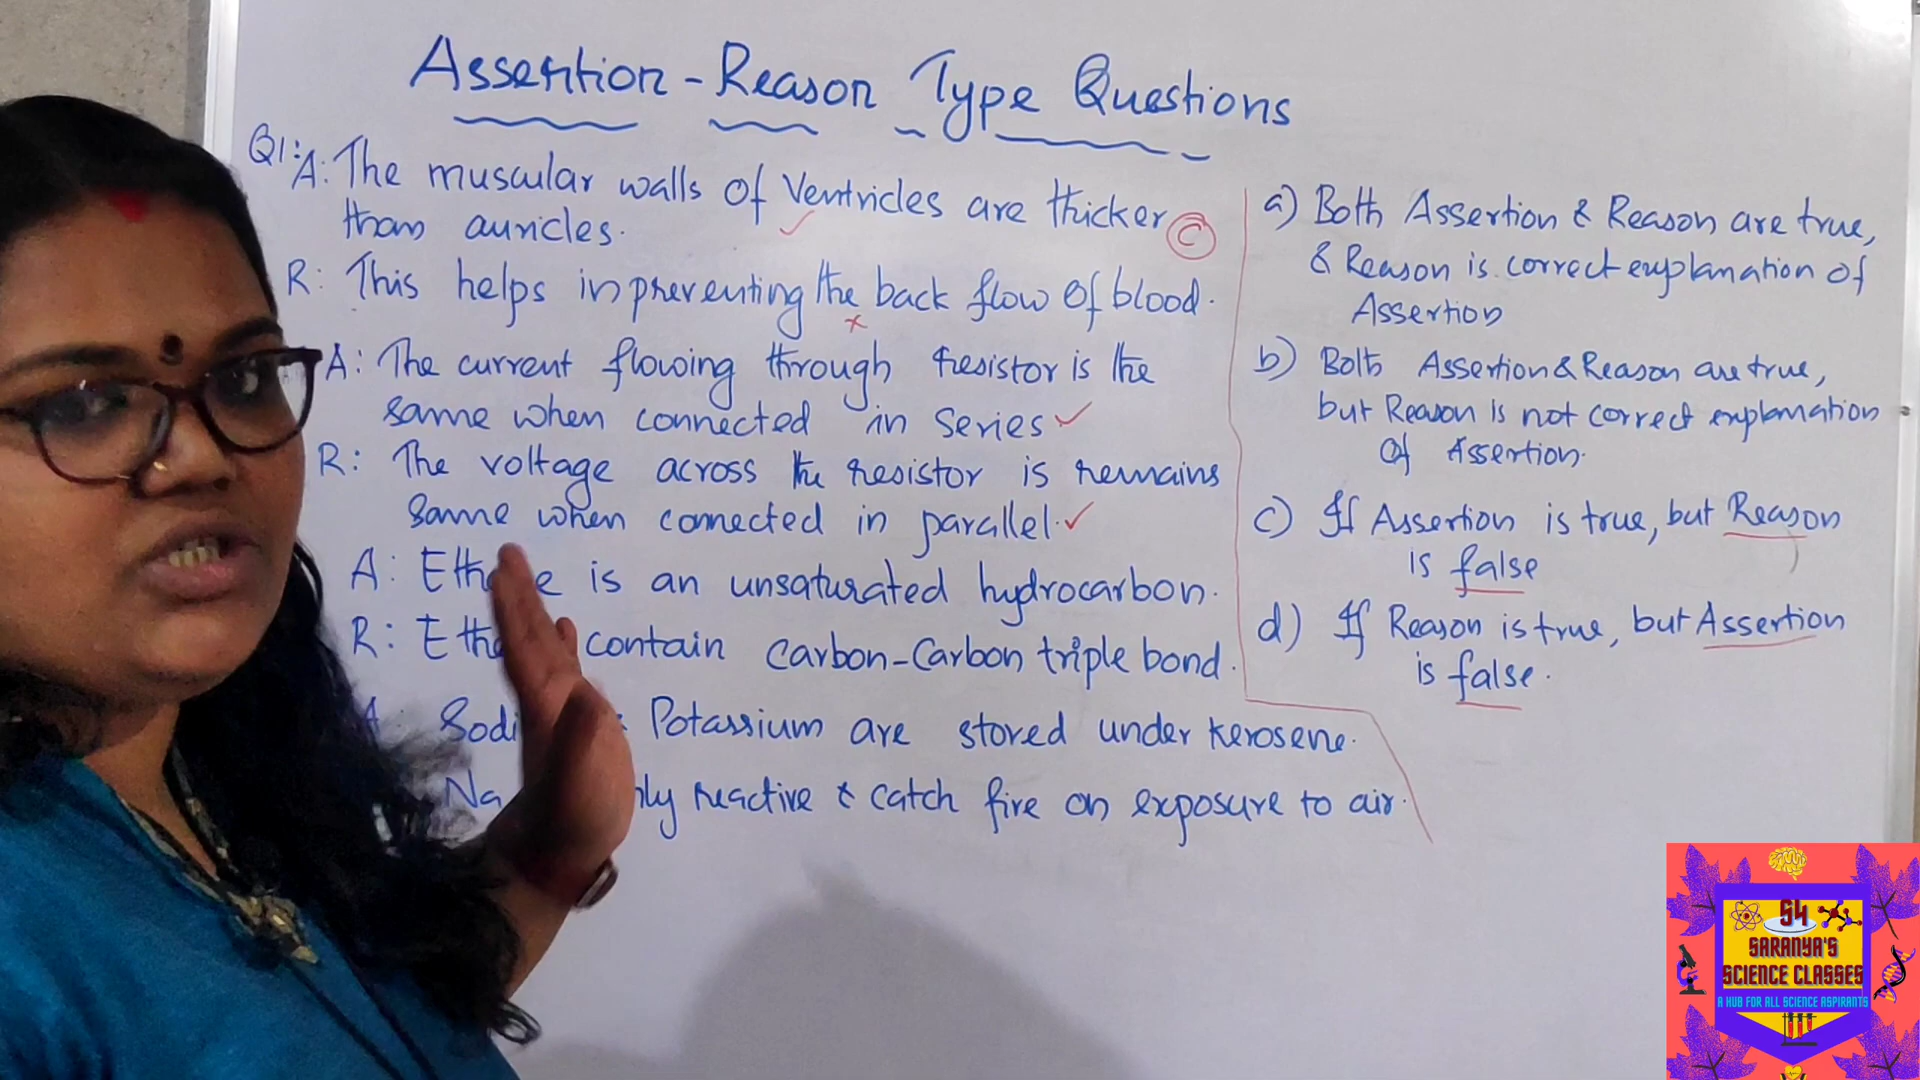 Assertion - Reason Type Questions
Q1: A: The muscular walls of Ventricles are thicker
than auricles.
C
R: This helps in preventing the back flow of blood.
A: The current flowing through resistor is the
same when connected in series
R: The voltage across the resistor is remains
same when connected in parallel.
A: is an unsaturated hydrocarbon.
R: contain carbon-carbon triple bond.
Potassium are stored under kerosene.
Na reactive & catch fire on exposure to air.
a) Both Assertion & Reason are true,
& Reason is correct explanation of
Assertion
b) Both Assertion & Reason are true,
but Reason is not correct explanation
of Assertion.
c) If Assertion is true, but Reason
is false
d) If Reason is true, but Assertion
is false.
S4
SARANYA'S
SCIENCE CLASSES
A HUB FOR ALL SCIENCE ASPIRANTS